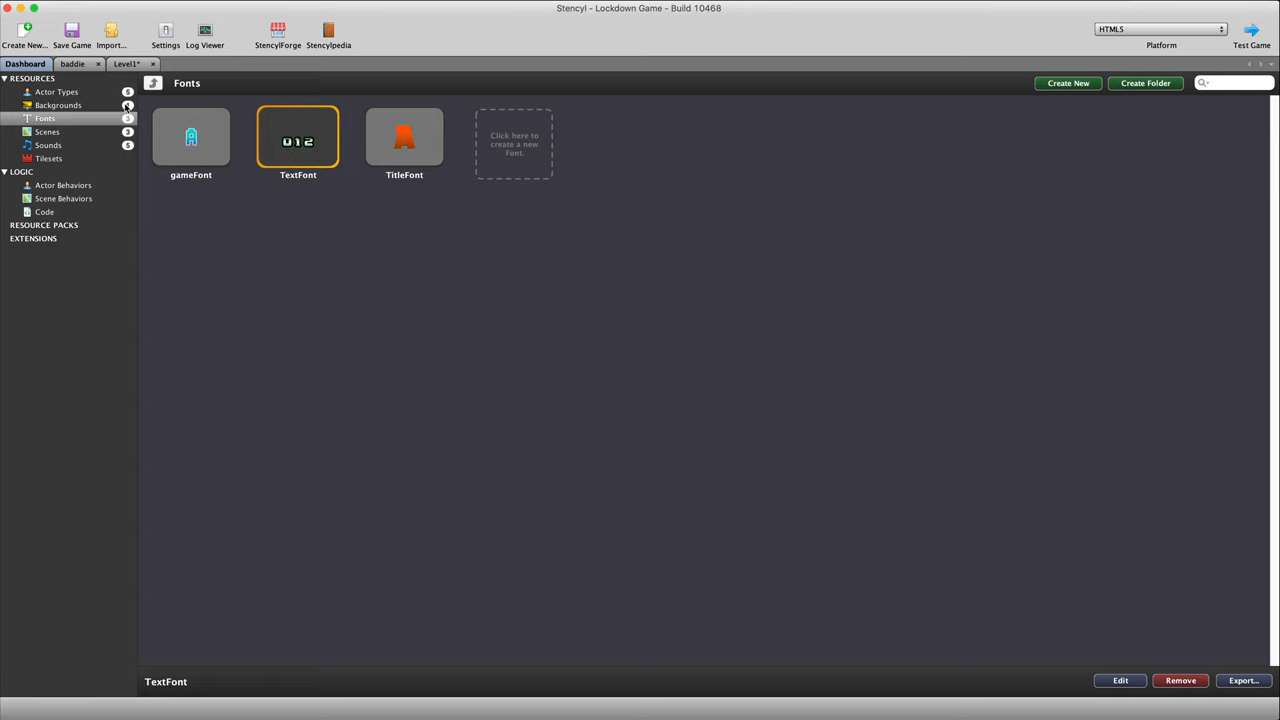 Stencyl - Lockdown Game - Build 10468
Create New... Save Game Import... Settings Log Viewer StencylForge Stencylpedia HTML5 Platform Test Game
Dashboard baddie × Level1* ×
RESOURCES
Actor Types 5
Backgrounds
Fonts 3
Scenes 3
Sounds 5
Tilesets
LOGIC
Actor Behaviors
Scene Behaviors
Code
RESOURCE PACKS
EXTENSIONS
Fonts Create New Create Folder
A
gameFont
012
TextFont
A
TitleFont
Click here to
create a new
Font.
TextFont Edit Remove Export...